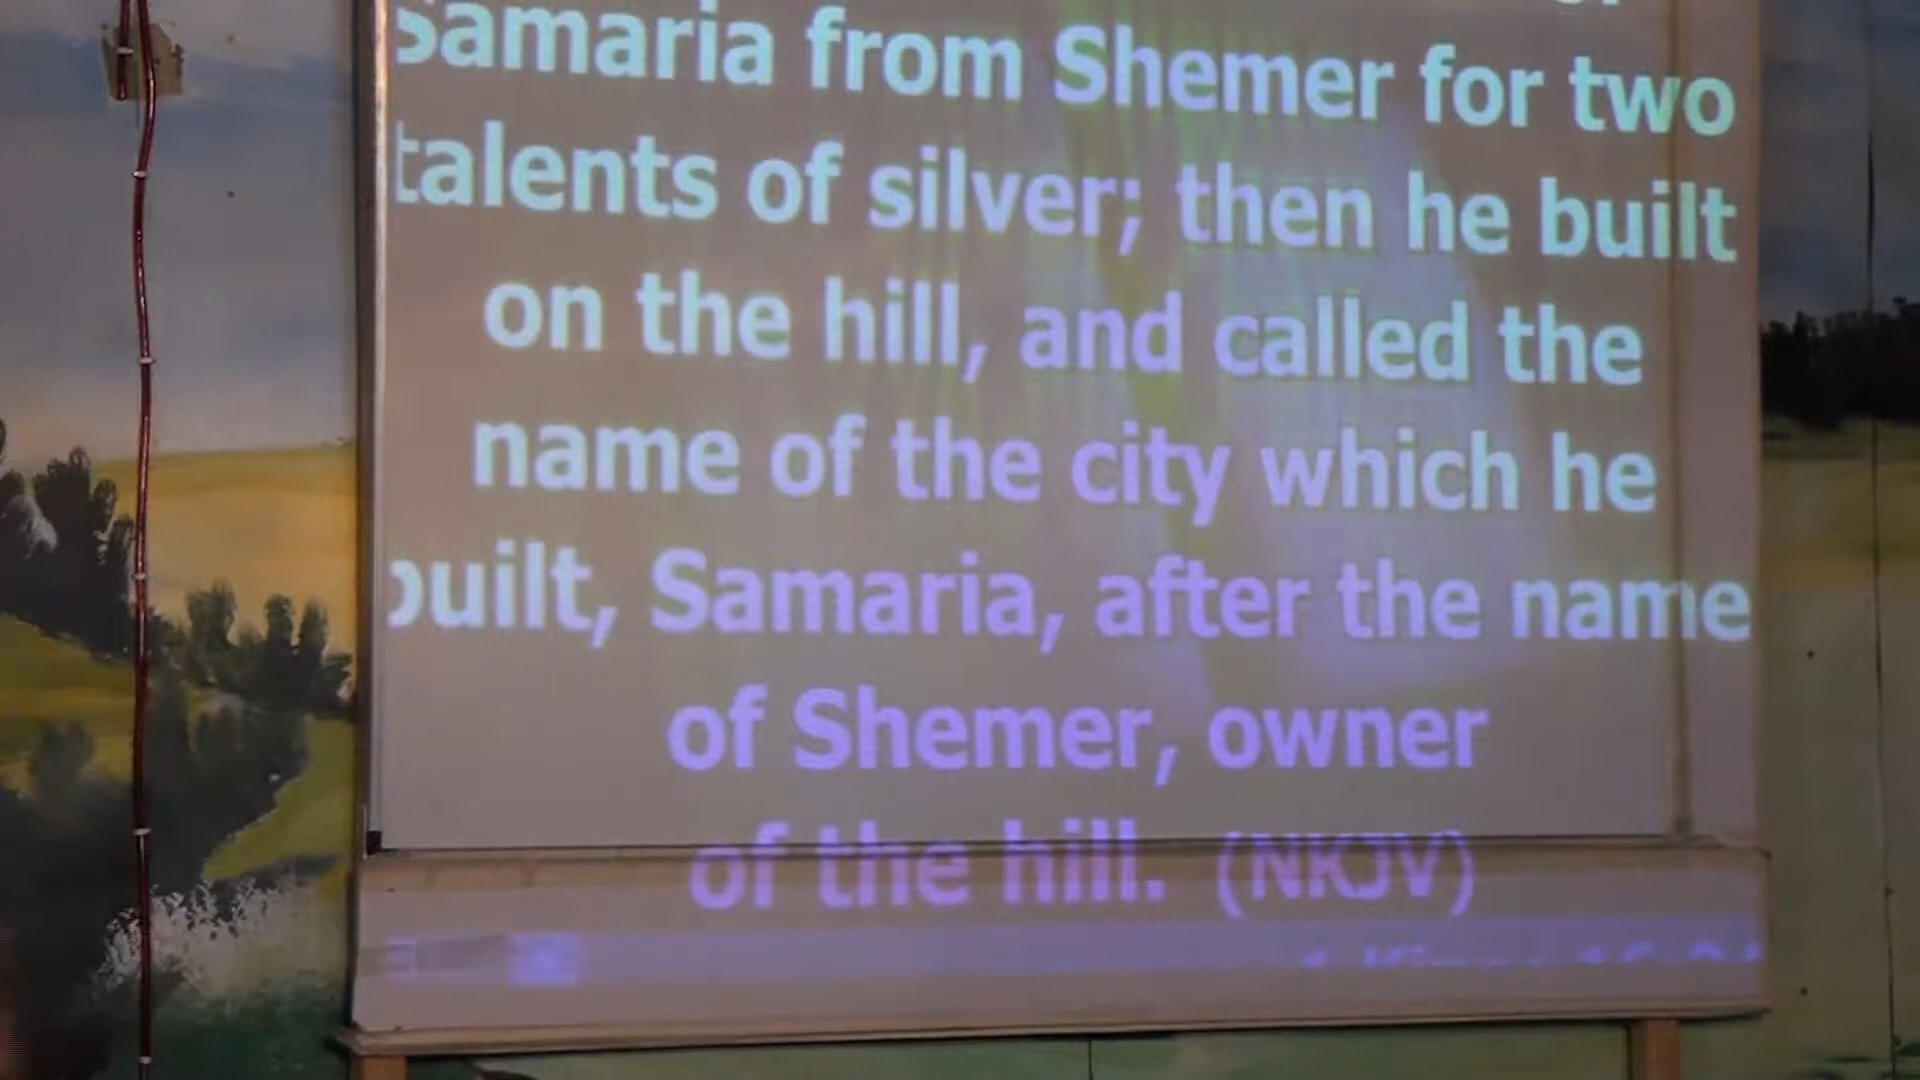 Samaria from Shemer for two
talents of silver; then he built
on the hill, and called the
name of the city which he
built, Samaria, after the name
of Shemer, owner
of the hill. (NKJV)